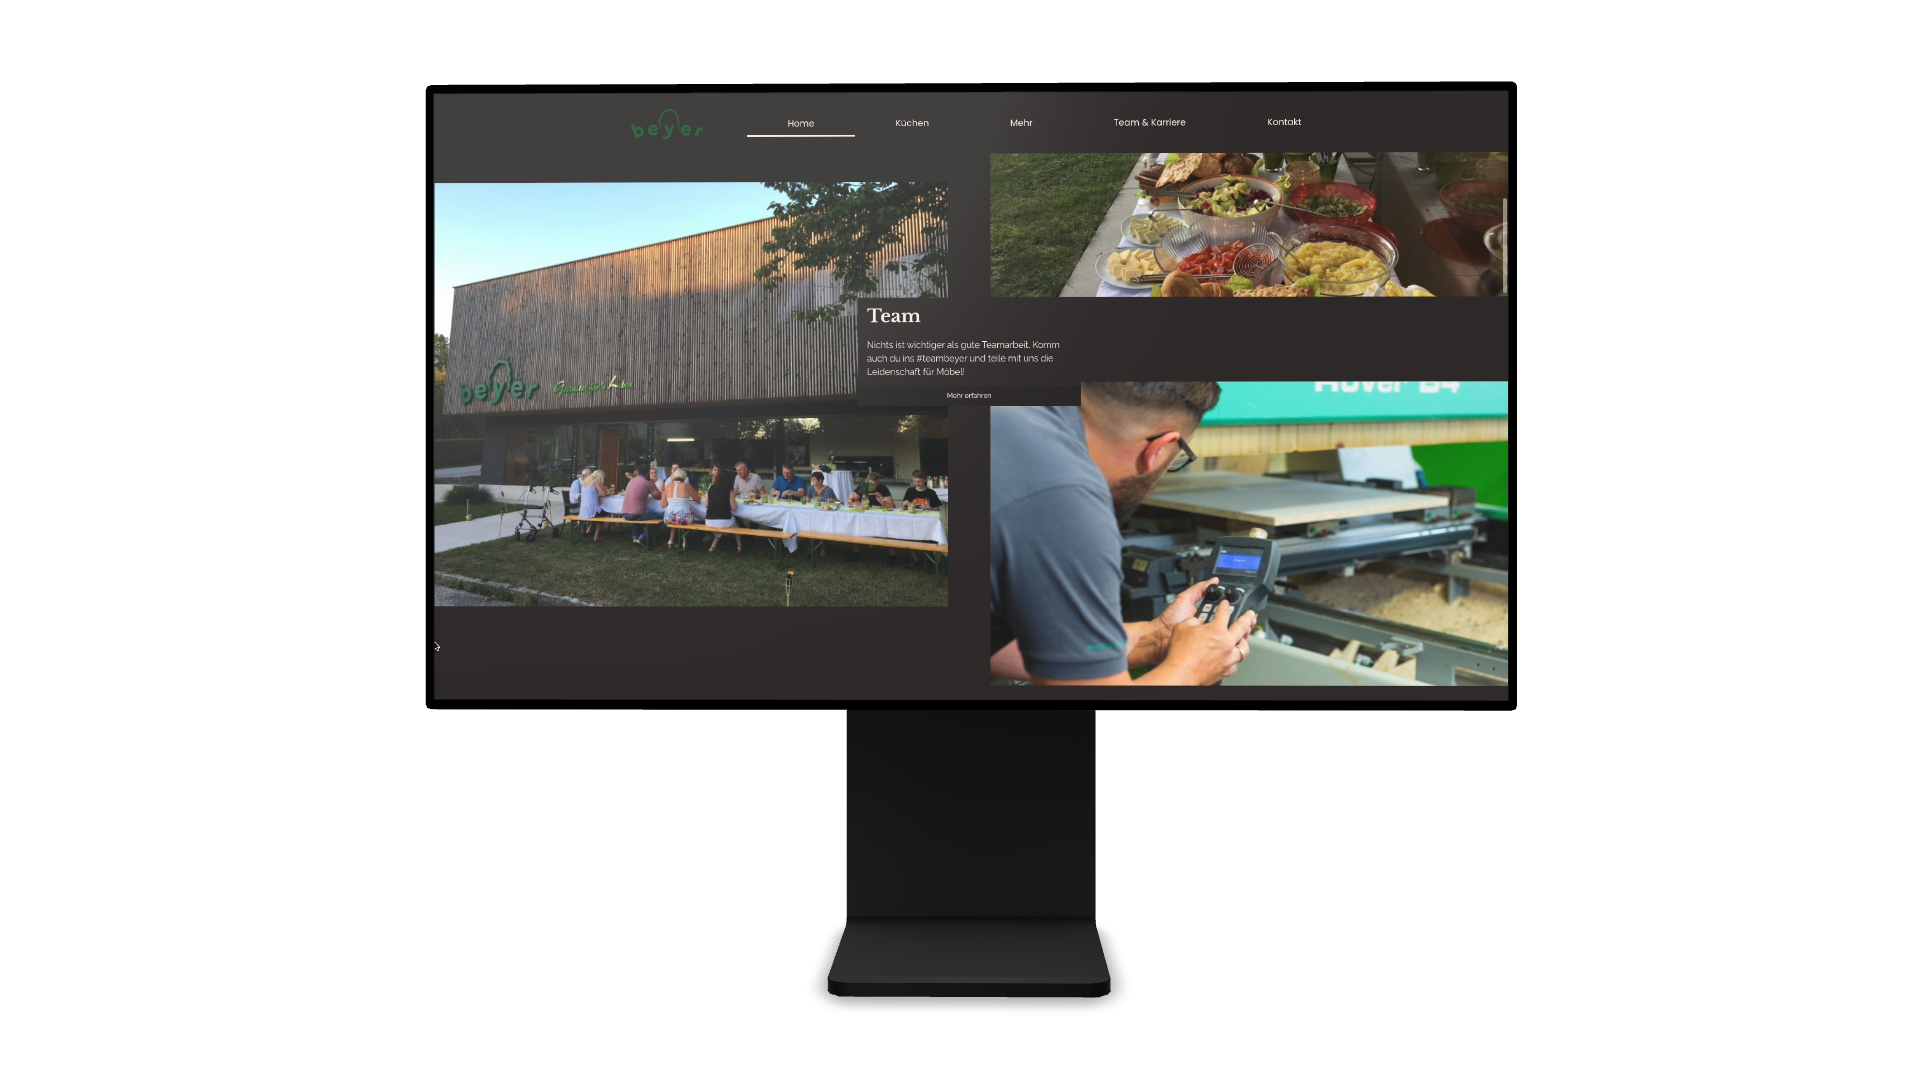 beyer
Home
Küchen
Mehr
Team & Karriere
Kontakt
beyer
Team
Nichts ist wichtiger als gute Teamarbeit. Komm
auch du ins #teambeyer und teile mit uns die
Leidenschaft für Möbel!
Mehr erfahren